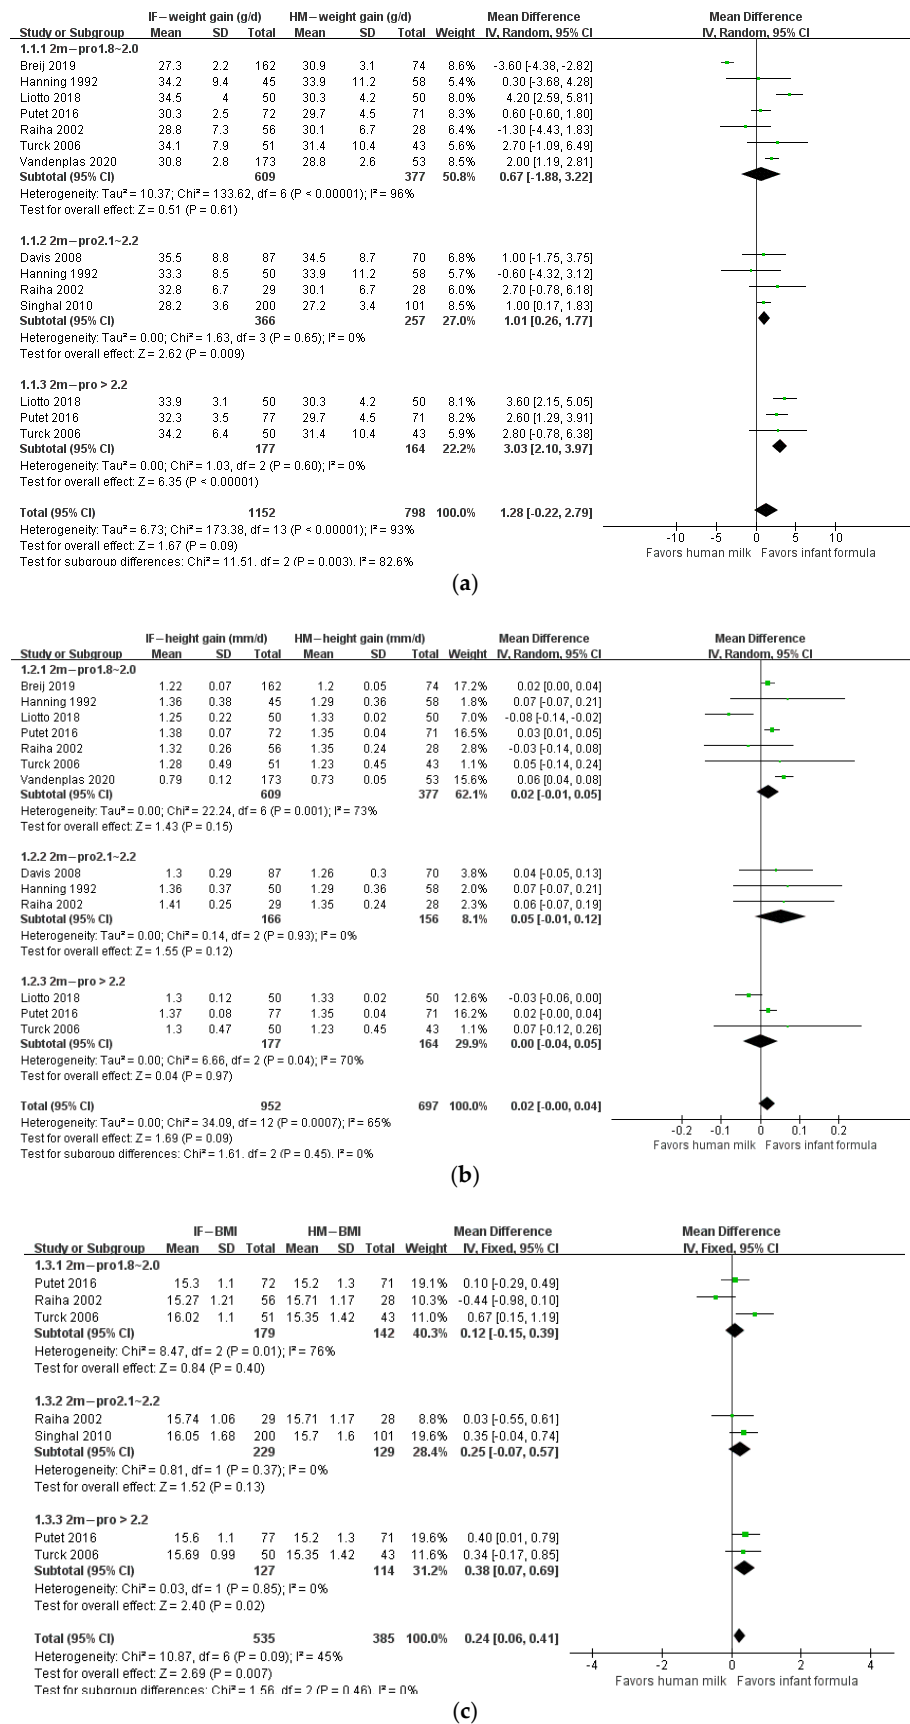 IF−weight gain (g/d) HM−weight gain (g/d) Mean Difference Mean Difference
Study or Subgroup Mean SD Total Mean SD Total Weight IV, Random, 95% CI IV, Random, 95% CI
1.1.1 2m−pro1.8~2.0
Breij 2019 27.3 2.2 162 30.9 3.1 74 8.6% -3.60 [-4.38, -2.82]
Hanning 1992 34.2 9.4 45 33.9 11.2 58 5.4% 0.30 [-3.68, 4.28]
Liotto 2018 34.5 4 50 30.3 4.2 50 8.0% 4.20 [2.59, 5.81]
Putet 2016 30.3 2.5 72 29.7 4.5 71 8.4% 0.60 [-0.60, 1.80]
Raiha 2002 28.8 7.3 56 30.1 6.7 28 6.4% -1.30 [-4.43, 1.83]
Turck 2006 34.1 7.9 51 31.4 10.4 43 5.6% 2.70 [-1.09, 6.49]
Vandenplas 2020 30.8 2.8 173 28.8 2.6 53 8.5% 2.00 [1.19, 2.81]
Subtotal (95% CI) 609 377 50.8% 0.67 [-1.88, 3.22]
Heterogeneity: Tau² = 10.37; Chi² = 133.62, df = 6 (P < 0.00001); I² = 96%
Test for overall effect: Z = 0.51 (P = 0.61)
1.1.2 2m−pro2.1~2.2
Davis 2008 35.5 8.8 87 34.5 8.7 70 6.8% 1.00 [-1.75, 3.75]
Hanning 1992 33.3 8.5 50 33.9 11.2 58 5.7% -0.60 [-4.32, 3.12]
Raiha 2002 32.8 6.7 29 30.1 6.7 28 6.0% 2.70 [-0.78, 6.18]
Singhal 2010 28.2 3.6 200 27.2 3.4 101 8.5% 1.00 [0.17, 1.83]
Subtotal (95% CI) 366 257 27.0% 1.01 [0.26, 1.77]
Heterogeneity: Tau² = 0.00; Chi² = 1.63, df = 3 (P = 0.65); I² = 0%
Test for overall effect: Z = 2.62 (P = 0.009)
1.1.3 2m−pro > 2.2
Liotto 2018 33.9 3.1 50 30.3 4.2 50 8.1% 3.60 [2.15, 5.05]
Putet 2016 32.3 3.5 77 29.7 4.5 71 8.2% 2.60 [1.29, 3.91]
Turck 2006 34.2 6.4 50 31.4 10.4 43 5.9% 2.80 [-0.78, 6.38]
Subtotal (95% CI) 177 164 22.2% 3.03 [2.10, 3.97]
Heterogeneity: Tau² = 0.00; Chi² = 1.03, df = 2 (P = 0.60); I² = 0%
Test for overall effect: Z = 6.35 (P < 0.00001)
Total (95% CI) 1152 798 100.0% 1.28 [-0.22, 2.79]
Heterogeneity: Tau² = 6.73; Chi² = 173.38, df = 13 (P < 0.00001); I² = 93%
-10 -5 0 5 10
Test for overall effect: Z = 1.67 (P = 0.09)
Favors human milk Favors infant formula
Test for subgroup differences: Chi² = 11.51, df = 2 (P = 0.003), I² = 82.6%
(a)
IF−height gain (mm/d) HM−height gain (mm/d) Mean Difference Mean Difference
Study or Subgroup Mean SD Total Mean SD Total Weight IV, Random, 95% CI IV, Random, 95% CI
1.2.1 2m−pro1.8~2.0
Breij 2019 1.22 0.07 162 1.2 0.05 74 17.2% 0.02 [0.00, 0.04]
Hanning 1992 1.36 0.38 45 1.29 0.36 58 1.8% 0.07 [-0.07, 0.21]
Liotto 2018 1.25 0.22 50 1.33 0.02 50 7.0% -0.08 [-0.14, -0.02]
Putet 2016 1.38 0.07 72 1.35 0.04 71 16.5% 0.03 [0.01, 0.05]
Raiha 2002 1.32 0.26 56 1.35 0.24 28 2.8% -0.03 [-0.14, 0.08]
Turck 2006 1.28 0.49 51 1.23 0.45 43 1.1% 0.05 [-0.14, 0.24]
Vandenplas 2020 0.79 0.12 173 0.73 0.05 53 15.6% 0.06 [0.04, 0.08]
Subtotal (95% CI) 609 377 62.1% 0.02 [-0.01, 0.05]
Heterogeneity: Tau² = 0.00; Chi² = 22.24, df = 6 (P = 0.001); I² = 73%
Test for overall effect: Z = 1.43 (P = 0.15)
1.2.2 2m−pro2.1~2.2
Davis 2008 1.3 0.29 87 1.26 0.3 70 3.8% 0.04 [-0.05, 0.13]
Hanning 1992 1.36 0.37 50 1.29 0.36 58 2.0% 0.07 [-0.07, 0.21]
Raiha 2002 1.41 0.25 29 1.35 0.24 28 2.3% 0.06 [-0.07, 0.19]
Subtotal (95% CI) 166 156 8.1% 0.05 [-0.01, 0.12]
Heterogeneity: Tau² = 0.00; Chi² = 0.14, df = 2 (P = 0.93); I² = 0%
Test for overall effect: Z = 1.55 (P = 0.12)
1.2.3 2m−pro > 2.2
Liotto 2018 1.3 0.12 50 1.33 0.02 50 12.6% -0.03 [-0.06, 0.00]
Putet 2016 1.37 0.08 77 1.35 0.04 71 16.2% 0.02 [-0.00, 0.04]
Turck 2006 1.3 0.47 50 1.23 0.45 43 1.1% 0.07 [-0.12, 0.26]
Subtotal (95% CI) 177 164 29.9% 0.00 [-0.04, 0.05]
Heterogeneity: Tau² = 0.00; Chi² = 6.66, df = 2 (P = 0.04); I² = 70%
Test for overall effect: Z = 0.04 (P = 0.97)
Total (95% CI) 952 697 100.0% 0.02 [-0.00, 0.04]
Heterogeneity: Tau² = 0.00; Chi² = 34.09, df = 12 (P = 0.0007); I² = 65%
-0.2 -0.1 0 0.1 0.2
Test for overall effect: Z = 1.69 (P = 0.09)
Favors human milk Favors infant formula
Test for subgroup differences: Chi² = 1.61, df = 2 (P = 0.45), I² = 0%
(b)
IF−BMI HM−BMI Mean Difference Mean Difference
Study or Subgroup Mean SD Total Mean SD Total Weight IV, Fixed, 95% CI IV, Fixed, 95% CI
1.3.1 2m−pro1.8~2.0
Putet 2016 15.3 1.1 72 15.2 1.3 71 19.1% 0.10 [-0.29, 0.49]
Raiha 2002 15.27 1.21 56 15.71 1.17 28 10.3% -0.44 [-0.98, 0.10]
Turck 2006 16.02 1.1 51 15.35 1.42 43 11.0% 0.67 [0.15, 1.19]
Subtotal (95% CI) 179 142 40.3% 0.12 [-0.15, 0.39]
Heterogeneity: Chi² = 8.47, df = 2 (P = 0.01); I² = 76%
Test for overall effect: Z = 0.84 (P = 0.40)
1.3.2 2m−pro2.1~2.2
Raiha 2002 15.74 1.06 29 15.71 1.17 28 8.8% 0.03 [-0.55, 0.61]
Singhal 2010 16.05 1.68 200 15.7 1.6 101 19.6% 0.35 [-0.04, 0.74]
Subtotal (95% CI) 229 129 28.4% 0.25 [-0.07, 0.57]
Heterogeneity: Chi² = 0.81, df = 1 (P = 0.37); I² = 0%
Test for overall effect: Z = 1.52 (P = 0.13)
1.3.3 2m−pro > 2.2
Putet 2016 15.6 1.1 77 15.2 1.3 71 19.6% 0.40 [0.01, 0.79]
Turck 2006 15.69 0.99 50 15.35 1.42 43 11.6% 0.34 [-0.17, 0.85]
Subtotal (95% CI) 127 114 31.2% 0.38 [0.07, 0.69]
Heterogeneity: Chi² = 0.03, df = 1 (P = 0.85); I² = 0%
Test for overall effect: Z = 2.40 (P = 0.02)
Total (95% CI) 535 385 100.0% 0.24 [0.06, 0.41]
Heterogeneity: Chi² = 10.87, df = 6 (P = 0.09); I² = 45%
-4 -2 0 2 4
Test for overall effect: Z = 2.69 (P = 0.007)
Favors human milk Favors infant formula
Test for subgroup differences: Chi² = 1.56, df = 2 (P = 0.46), I² = 0%
(c)